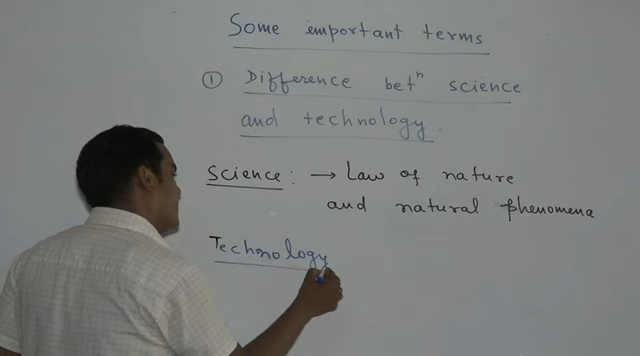 Some important terms
① Difference betⁿ science
and technology.
Science: → Law of nature
and natural phenomena
Technology